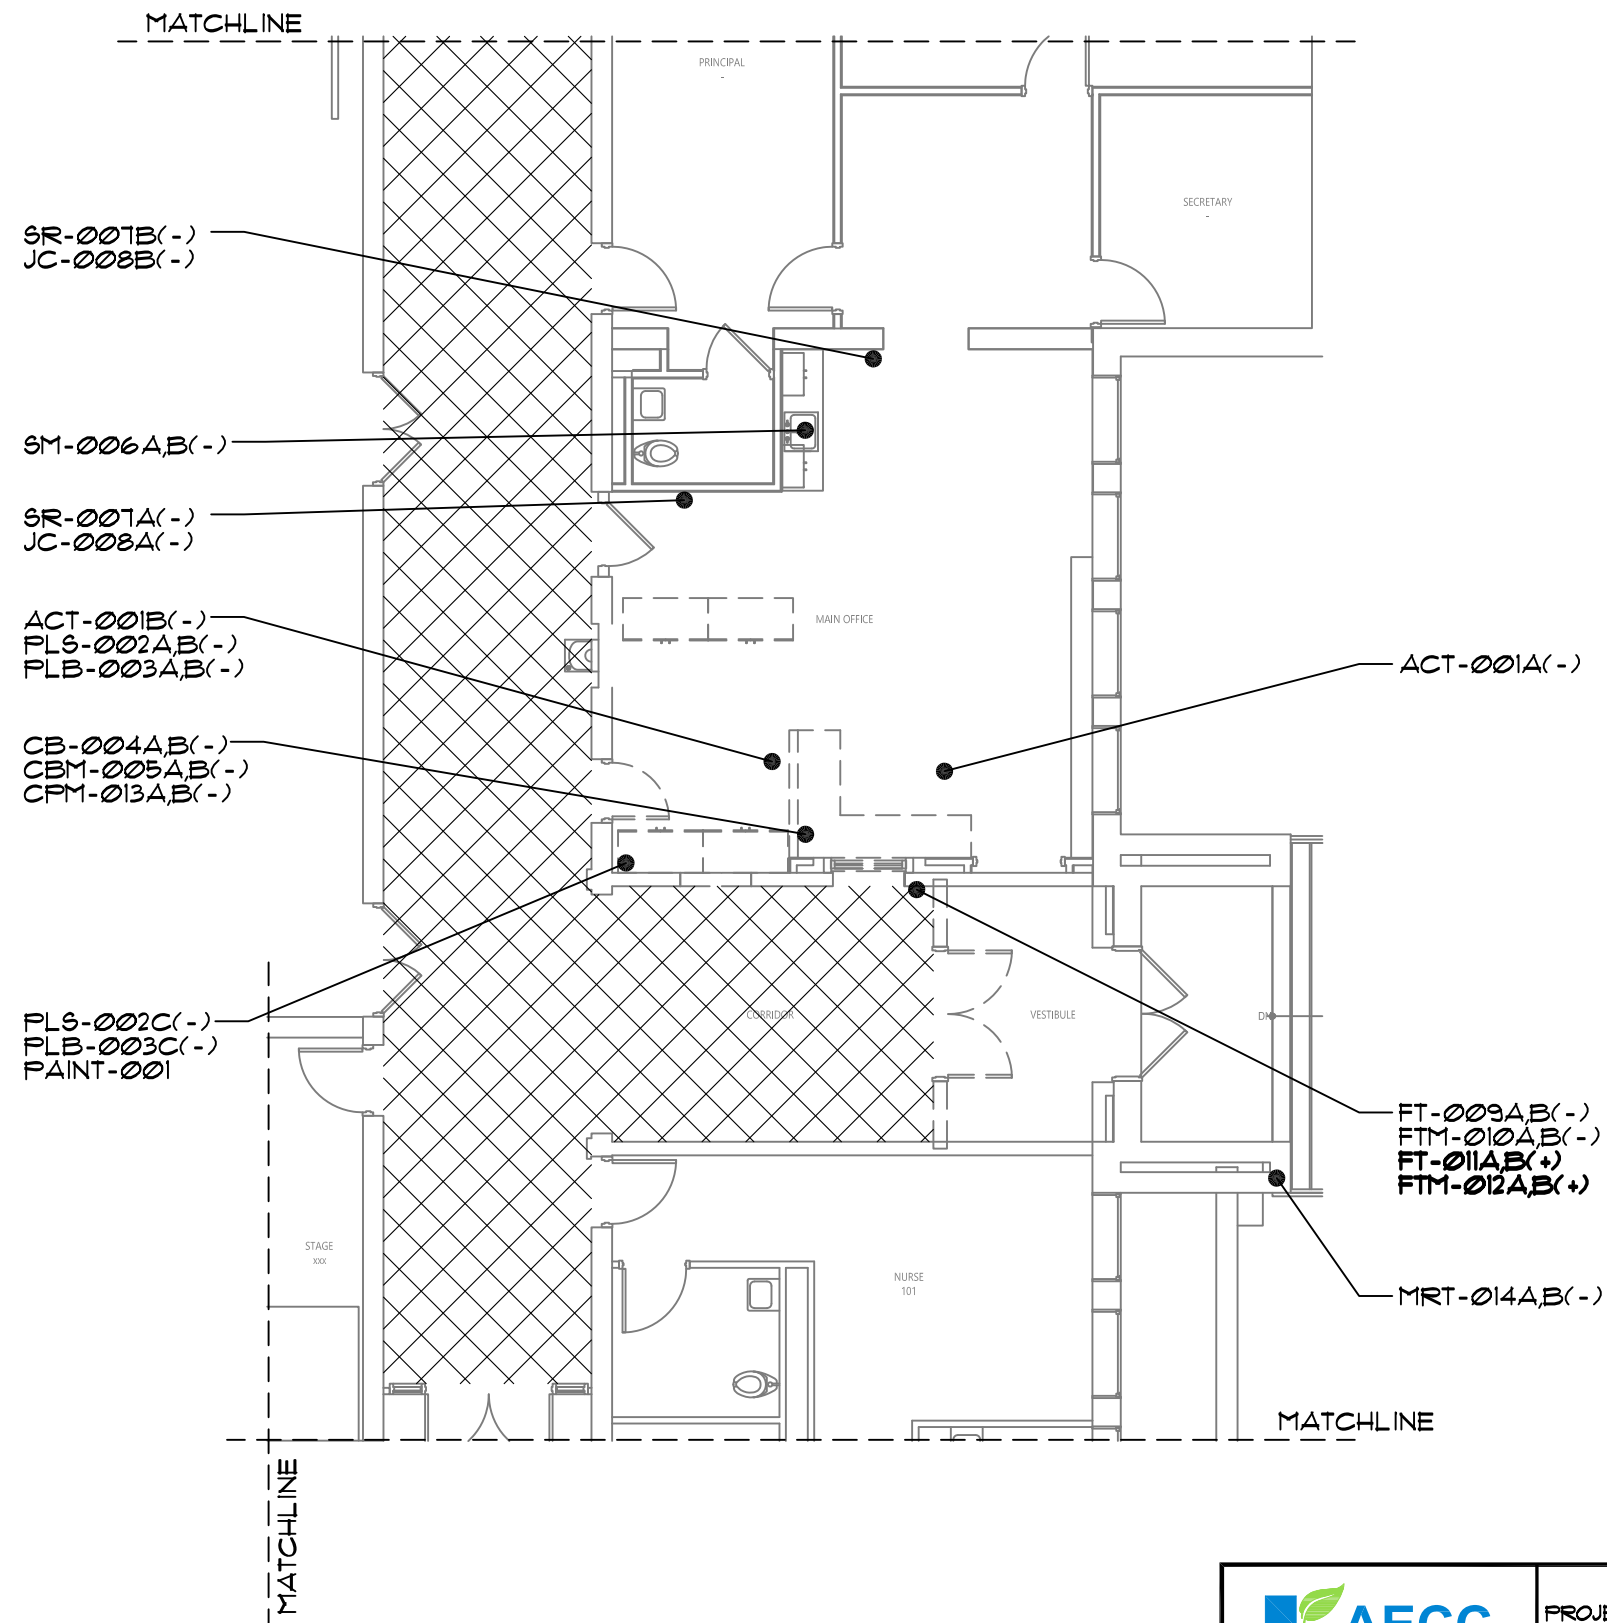 MATCHLINE
PRINCIPAL
-
SECRETARY
-
SR-007B(-)
JC-008B(-)
SM-006A,B(-)
SR-007A(-)
JC-008A(-)
ACT-001B(-)
PLS-002A,B(-)
PLB-003A,B(-)
MAIN OFFICE
ACT-001A(-)
CB-004A,B(-)
CBM-005A,B(-)
CPM-013A,B(-)
PLS-002C(-)
PLB-003C(-)
PAINT-001
CORRIDOR
VESTIBULE
FT-009A,B(-)
FTM-010A,B(-)
FT-011A,B(+)
FTM-012A,B(+)
STAGE
xxx
NURSE
101
MRT-014A,B(-)
MATCHLINE
MATCHLINE
AECC